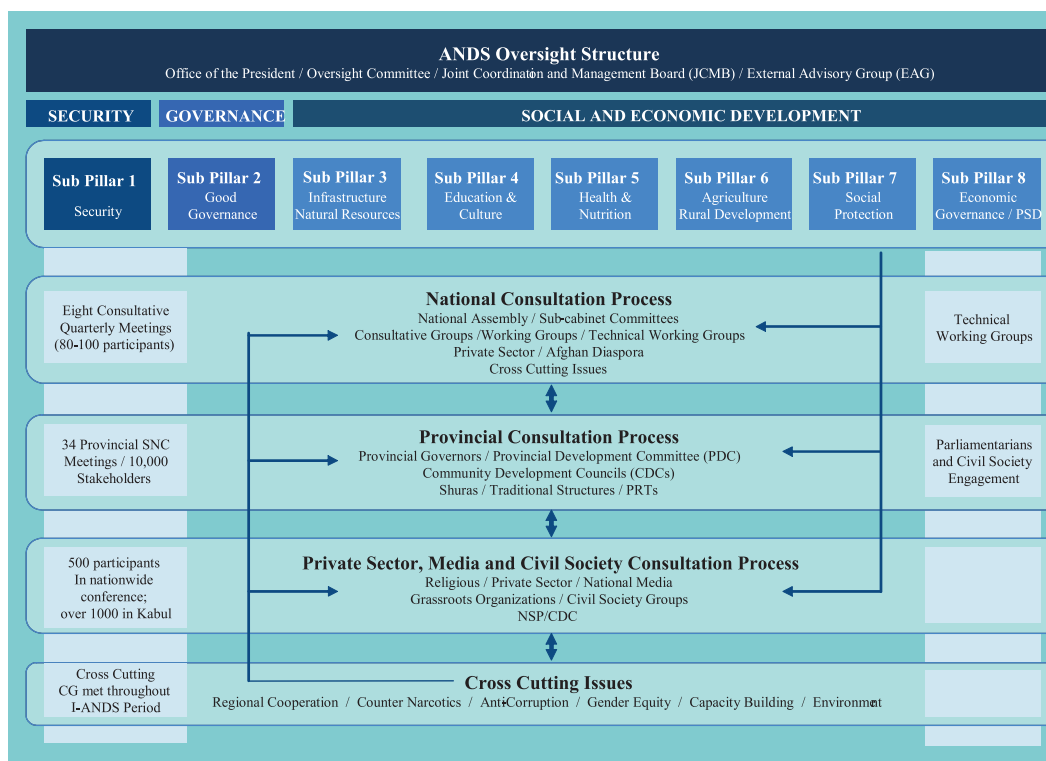 ANDS Oversight Structure
Office of the President / Oversight Committee / Joint Coordination and Management Board (JCMB) / External Advisory Group (EAG)
SECURITY
GOVERNANCE
SOCIAL AND ECONOMIC DEVELOPMENT
Sub Pillar 1
Security
Sub Pillar 2
Good
Governance
Sub Pillar 3
Infrastructure
Natural Resources
Sub Pillar 4
Education &
Culture
Sub Pillar 5
Health &
Nutrition
Sub Pillar 6
Agriculture
Rural Development
Sub Pillar 7
Social
Protection
Sub Pillar 8
Economic
Governance / PSD
Eight Consultative
Quarterly Meetings
(80-100 participants)
National Consultation Process
National Assembly / Sub-cabinet Committees
Consultative Groups /Working Groups / Technical Working Groups
Private Sector / Afghan Diaspora
Cross Cutting Issues
Technical
Working Groups
34 Provincial SNC
Meetings / 10,000
Stakeholders
Provincial Consultation Process
Provincial Governors / Provincial Development Committee (PDC)
Community Development Councils (CDCs)
Shuras / Traditional Structures / PRTs
Parliamentarians
and Civil Society
Engagement
500 participants
In nationwide
conference;
over 1000 in Kabul
Private Sector, Media and Civil Society Consultation Process
Religious / Private Sector / National Media
Grassroots Organizations / Civil Society Groups
NSP/CDC
Cross Cutting
CG met throughout
I-ANDS Period
Cross Cutting Issues
Regional Cooperation / Counter Narcotics / Anti-Corruption / Gender Equity / Capacity Building / Environment